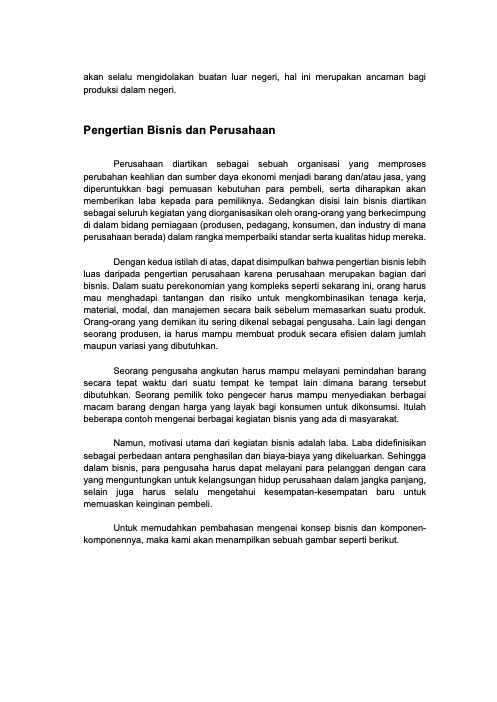 akan selalu mengidolakan buatan luar negeri, hal ini merupakan ancaman bagi
produksi dalam negeri.
Pengertian Bisnis dan Perusahaan
Perusahaan diartikan sebagai sebuah organisasi yang memproses
perubahan keahlian dan sumber daya ekonomi menjadi barang dan/atau jasa, yang
diperuntukkan bagi pemuasan kebutuhan para pembeli, serta diharapkan akan
memberikan laba kepada para pemiliknya. Sedangkan disisi lain bisnis diartikan
sebagai seluruh kegiatan yang diorganisasikan oleh orang-orang yang berkecimpung
di dalam bidang perniagaan (produsen, pedagang, konsumen, dan industry di mana
perusahaan berada) dalam rangka memperbaiki standar serta kualitas hidup mereka.
Dengan kedua istilah di atas, dapat disimpulkan bahwa pengertian bisnis lebih
luas daripada pengertian perusahaan karena perusahaan merupakan bagian dari
bisnis. Dalam suatu perekonomian yang kompleks seperti sekarang ini, orang harus
mau menghadapi tantangan dan risiko untuk mengkombinasikan tenaga kerja,
material, modal, dan manajemen secara baik sebelum memasarkan suatu produk.
Orang-orang yang demikan itu sering dikenal sebagai pengusaha. Lain lagi dengan
seorang produsen, ia harus mampu membuat produk secara efisien dalam jumlah
maupun variasi yang dibutuhkan.
Seorang pengusaha angkutan harus mampu melayani pemindahan barang
secara tepat waktu dari suatu tempat ke tempat lain dimana barang tersebut
dibutuhkan. Seorang pemilik toko pengecer harus mampu menyediakan berbagai
macam barang dengan harga yang layak bagi konsumen untuk dikonsumsi. Itulah
beberapa contoh mengenai berbagai kegiatan bisnis yang ada di masyarakat.
Namun, motivasi utama dari kegiatan bisnis adalah laba. Laba didefinisikan
sebagai perbedaan antara penghasilan dan biaya-biaya yang dikeluarkan. Sehingga
dalam bisnis, para pengusaha harus dapat melayani para pelanggan dengan cara
yang menguntungkan untuk kelangsungan hidup perusahaan dalam jangka panjang,
selain juga harus selalu mengetahui kesempatan-kesempatan baru untuk
memuaskan keinginan pembeli.
Untuk memudahkan pembahasan mengenai konsep bisnis dan komponen-
komponennya, maka kami akan menampilkan sebuah gambar seperti berikut.